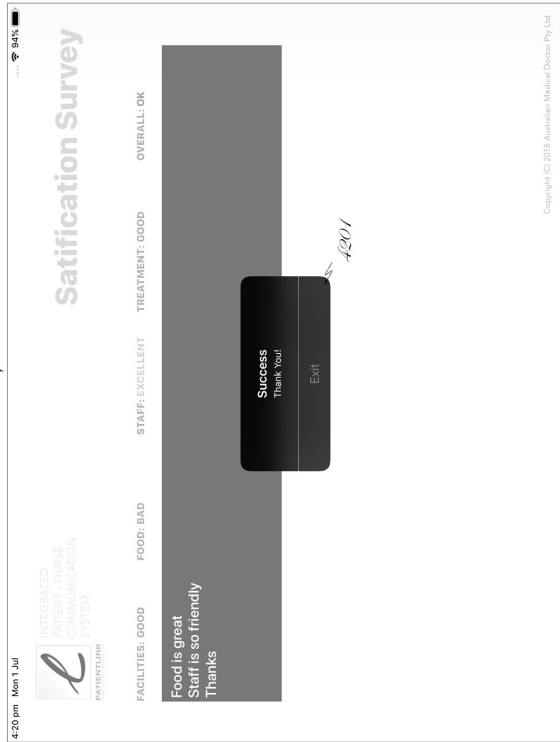 4:20 pm Mon 1 Jul
94%
PATIENTLINK
INTEGRATED
PATIENT - NURSE
COMMUNICATION
SYSTEM
Satification Survey
FACILITIES: GOOD
FOOD: BAD
STAFF: EXCELLENT
TREATMENT: GOOD
OVERALL: OK
Food is great
Staff is so friendly
Thanks
Success
Thank You!
Exit
4201
Copyright (C) 2018 Australian Medical Doctor Pty Ltd